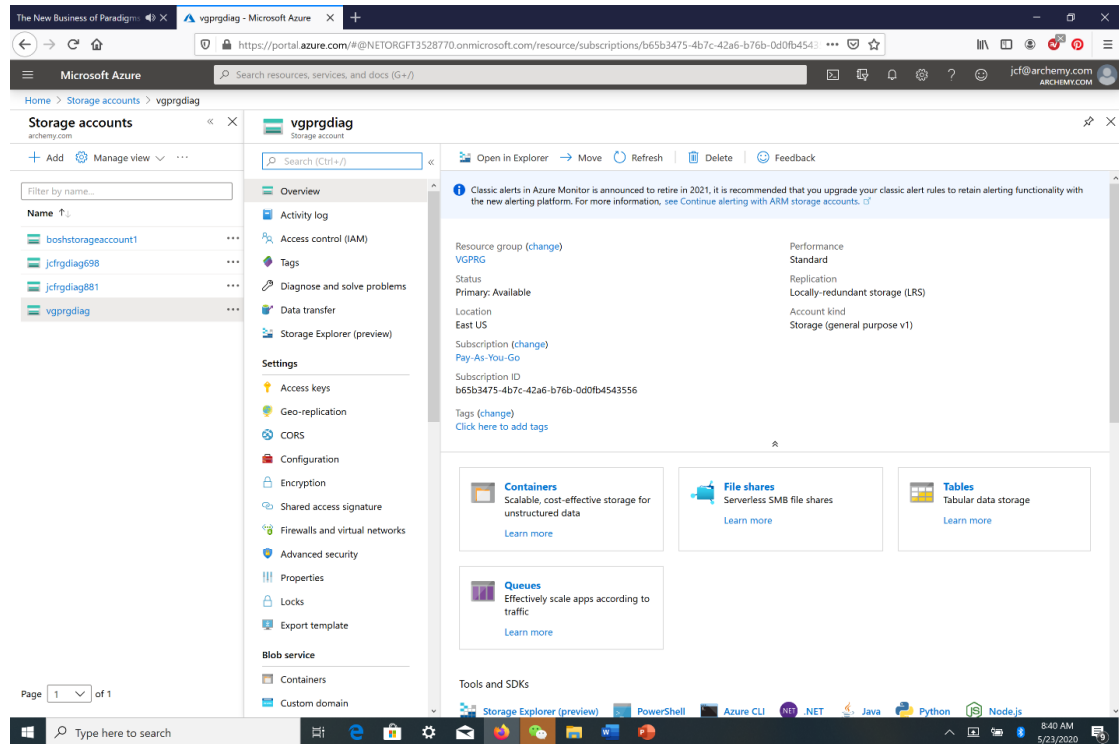 The New Business of Paradigms
vgprgdiag - Microsoft Azure
https://portal.azure.com/#@NETORGFT3528770.onmicrosoft.com/resource/subscriptions/b65b3475-4b7c-42a6-b76b-0d0fb4543
Microsoft Azure
Search resources, services, and docs (G+/)
jcf@archemy.com
ARCHEMY.COM
Home > Storage accounts > vgprgdiag
Storage accounts
archemy.com
Add Manage view
Filter by name...
Name
boshstorageaccount1
jcfrgdiag698
jcfrgdiag881
vgprgdiag
Page 1 of 1
vgprgdiag
Storage account
Search (Ctrl+/)
Overview
Activity log
Access control (IAM)
Tags
Diagnose and solve problems
Data transfer
Storage Explorer (preview)
Settings
Access keys
Geo-replication
CORS
Configuration
Encryption
Shared access signature
Firewalls and virtual networks
Advanced security
Properties
Locks
Export template
Blob service
Containers
Custom domain
Open in Explorer Move Refresh Delete Feedback
Classic alerts in Azure Monitor is announced to retire in 2021, it is recommended that you upgrade your classic alert rules to retain alerting functionality with
the new alerting platform. For more information, see Continue alerting with ARM storage accounts.
Resource group (change)
VGPRG
Status
Primary: Available
Location
East US
Subscription (change)
Pay-As-You-Go
Subscription ID
b65b3475-4b7c-42a6-b76b-0d0fb4543556
Tags (change)
Click here to add tags
Performance
Standard
Replication
Locally-redundant storage (LRS)
Account kind
Storage (general purpose v1)
Containers
Scalable, cost-effective storage for
unstructured data
Learn more
File shares
Serverless SMB file shares
Learn more
Tables
Tabular data storage
Learn more
Queues
Effectively scale apps according to
traffic
Learn more
Tools and SDKs
Storage Explorer (preview) PowerShell Azure CLI NET .NET Java Python JS Node.js
Type here to search
8:40 AM
5/23/2020